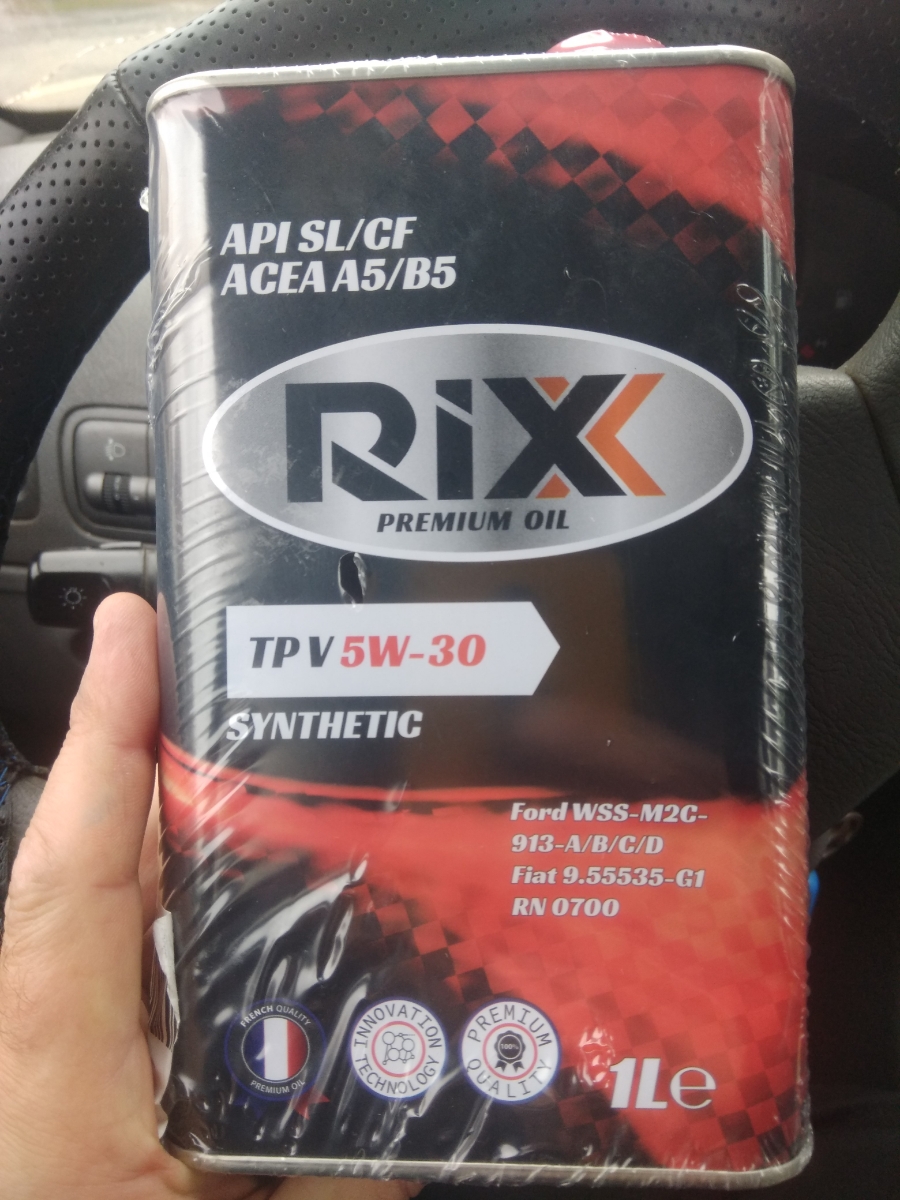 API SL/CF
ACEA A5/B5
RiXX
PREMIUM OIL
TP V 5W-30
SYNTHETIC
Ford WSS-M2C-
913-A/B/C/D
Fiat 9.55535-G1
RN 0700
FRENCH QUALITY
PREMIUM OIL
INNOVATION
TECHNOLOGY
PREMIUM
100%
QUALITY
1Le